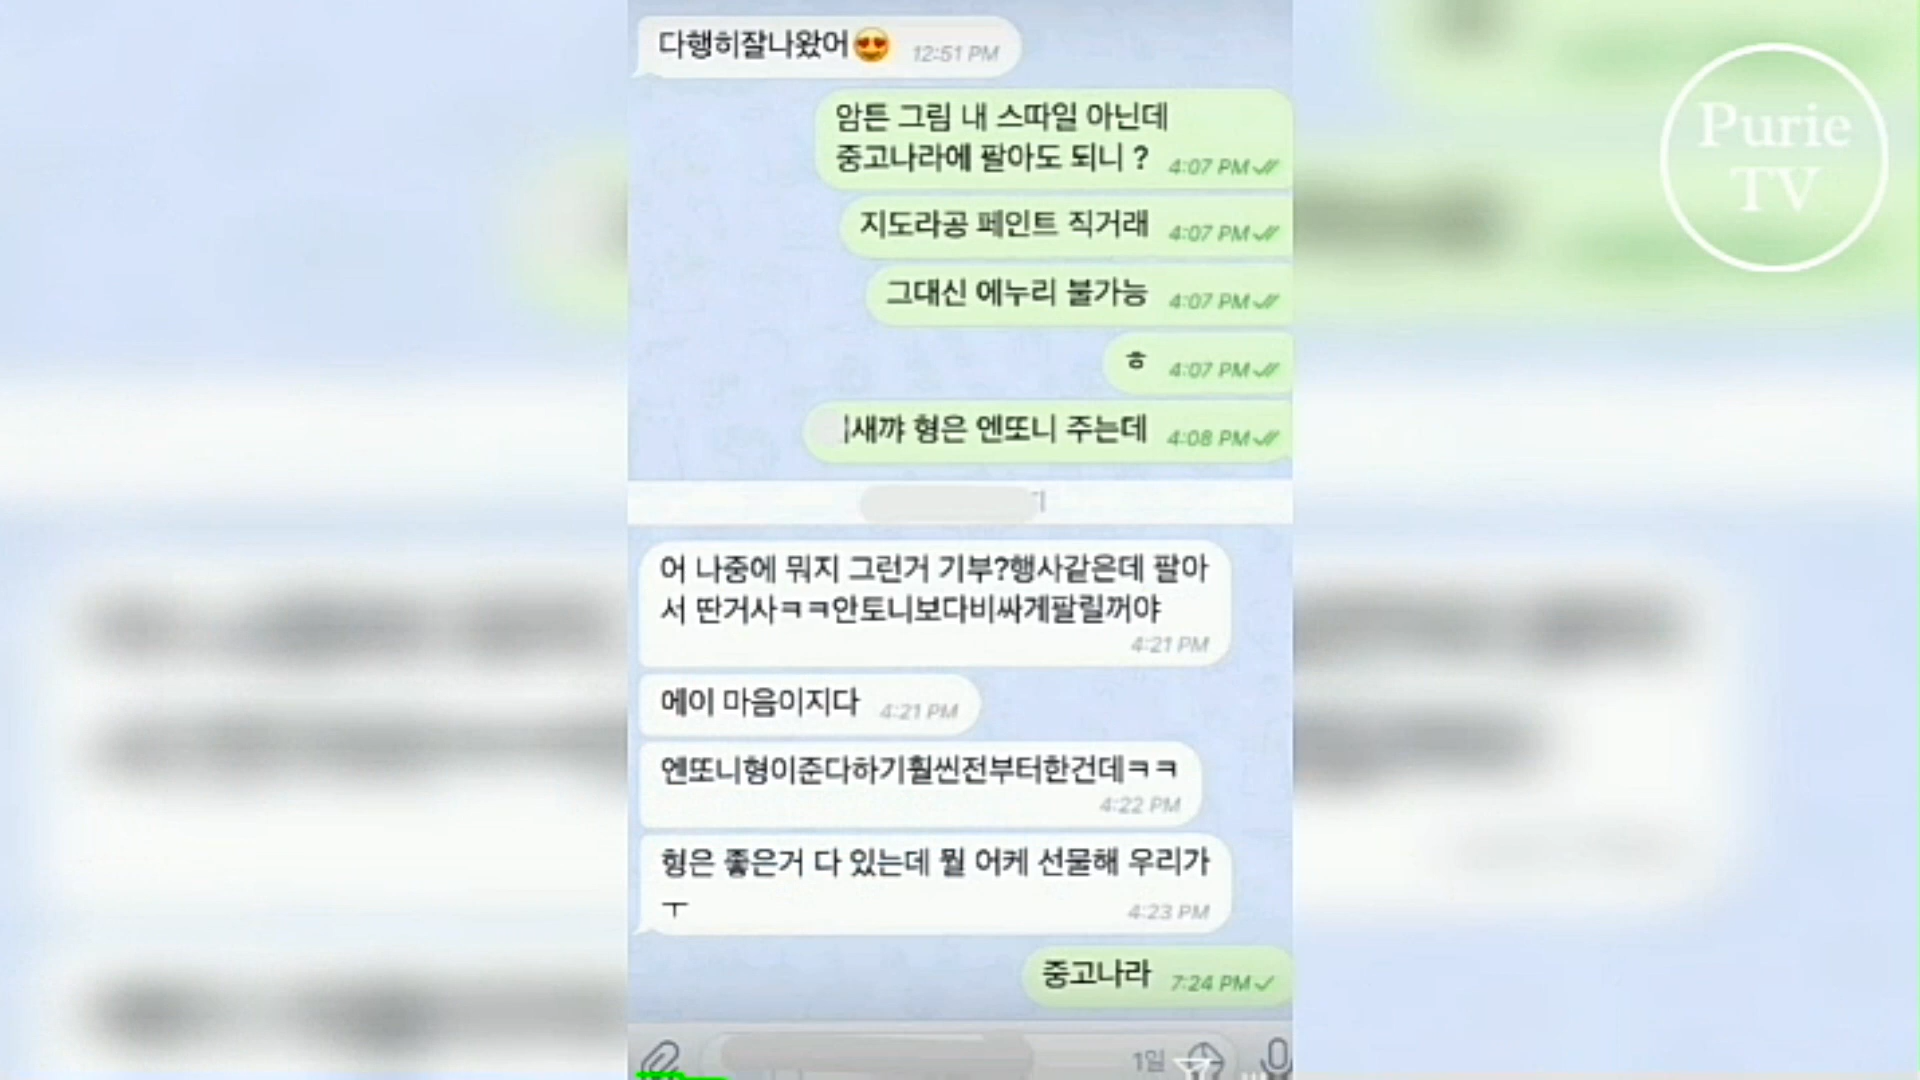 다행히잘나왔어
12:51 PM
Purie
TV
암튼 그림 내 스따일 아닌데
중고나라에 팔아도 되니 ?
4:07 PM
지도라공 페인트 직거래
4:07 PM
그대신 에누리 불가능
4:07 PM
ㅎ
4:07 PM
새꺄 형은 엔또니 주는데
4:08 PM
어 나중에 뭐지 그런거 기부?행사같은데 팔아
서 딴거사ㅋㅋ안토니보다비싸게팔릴꺼야
4:21 PM
에이 마음이지다
4:21 PM
엔또니형이준다하기훨씬전부터한건데ㅋㅋ
4:22 PM
형은 좋은거 다 있는데 뭘 어케 선물해 우리가
ㅜ
4:23 PM
중고나라
7:24 PM
1일